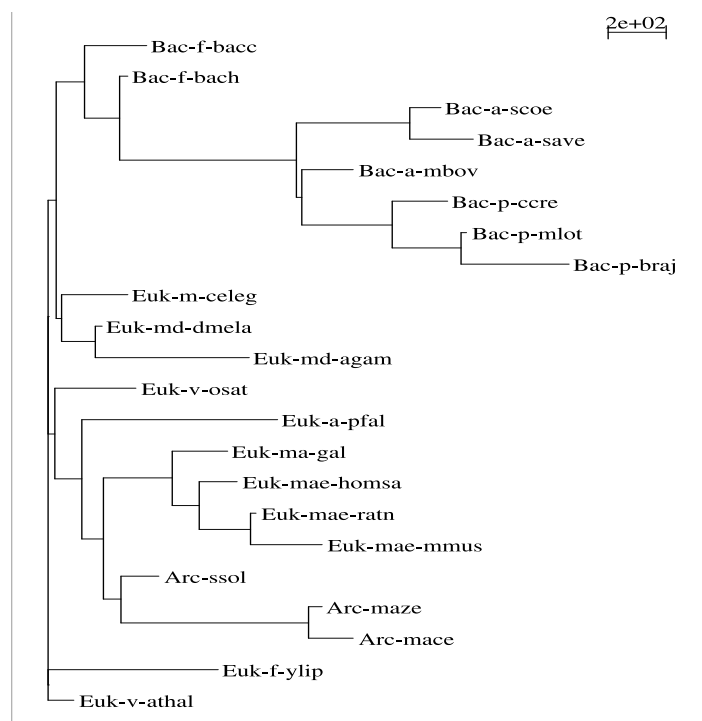 2e+02
Bac-f-bacc
Bac-f-bach
Bac-a-scoe
Bac-a-save
Bac-a-mbov
Bac-p-ccre
Bac-p-mlot
Bac-p-braj
Euk-m-celeg
Euk-md-dmela
Euk-md-agam
Euk-v-osat
Euk-a-pfal
Euk-ma-gal
Euk-mae-homsa
Euk-mae-ratn
Euk-mae-mmus
Arc-ssol
Arc-maze
Arc-mace
Euk-f-ylip
Euk-v-athal